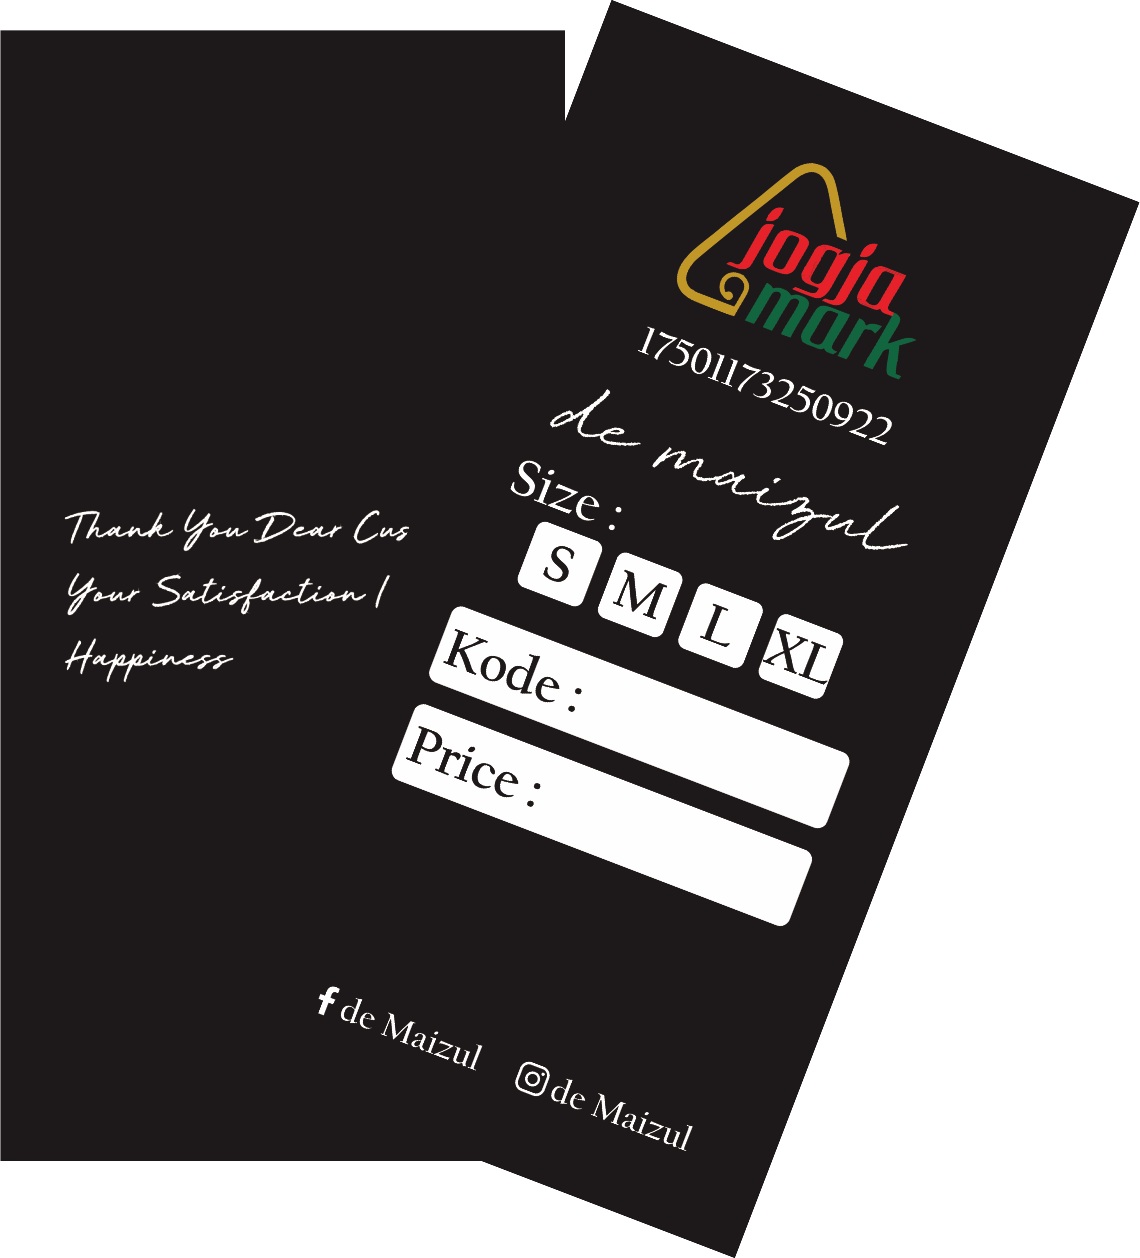 Thank You Dear Cus
Your Satisfaction I
Happiness
jogja
mark
17501173250922
de maizul
Size :
S M L XL
Kode :
Price :
de Maizul
de Maizul